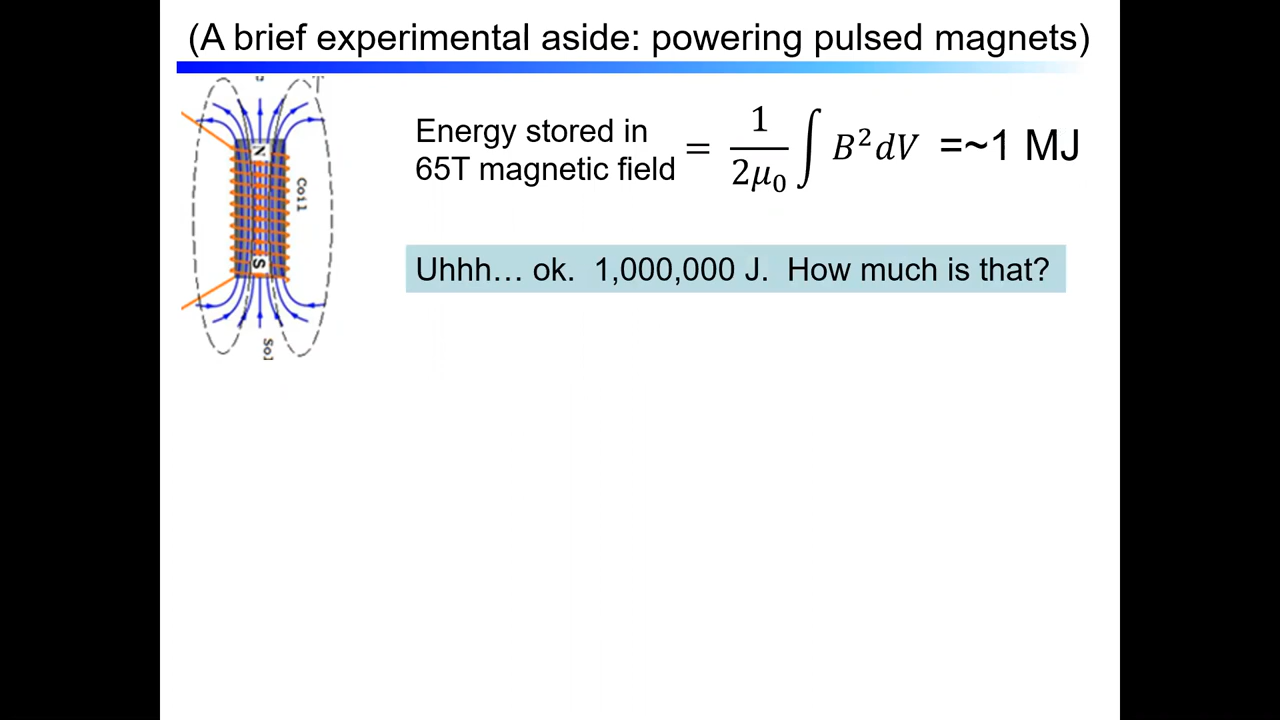 (A brief experimental aside: powering pulsed magnets)
Energy stored in
65T magnetic field
= 1/2μ₀ ∫ B²dV =~1 MJ
Uhhh… ok. 1,000,000 J. How much is that?
N
Coil
S
Sol